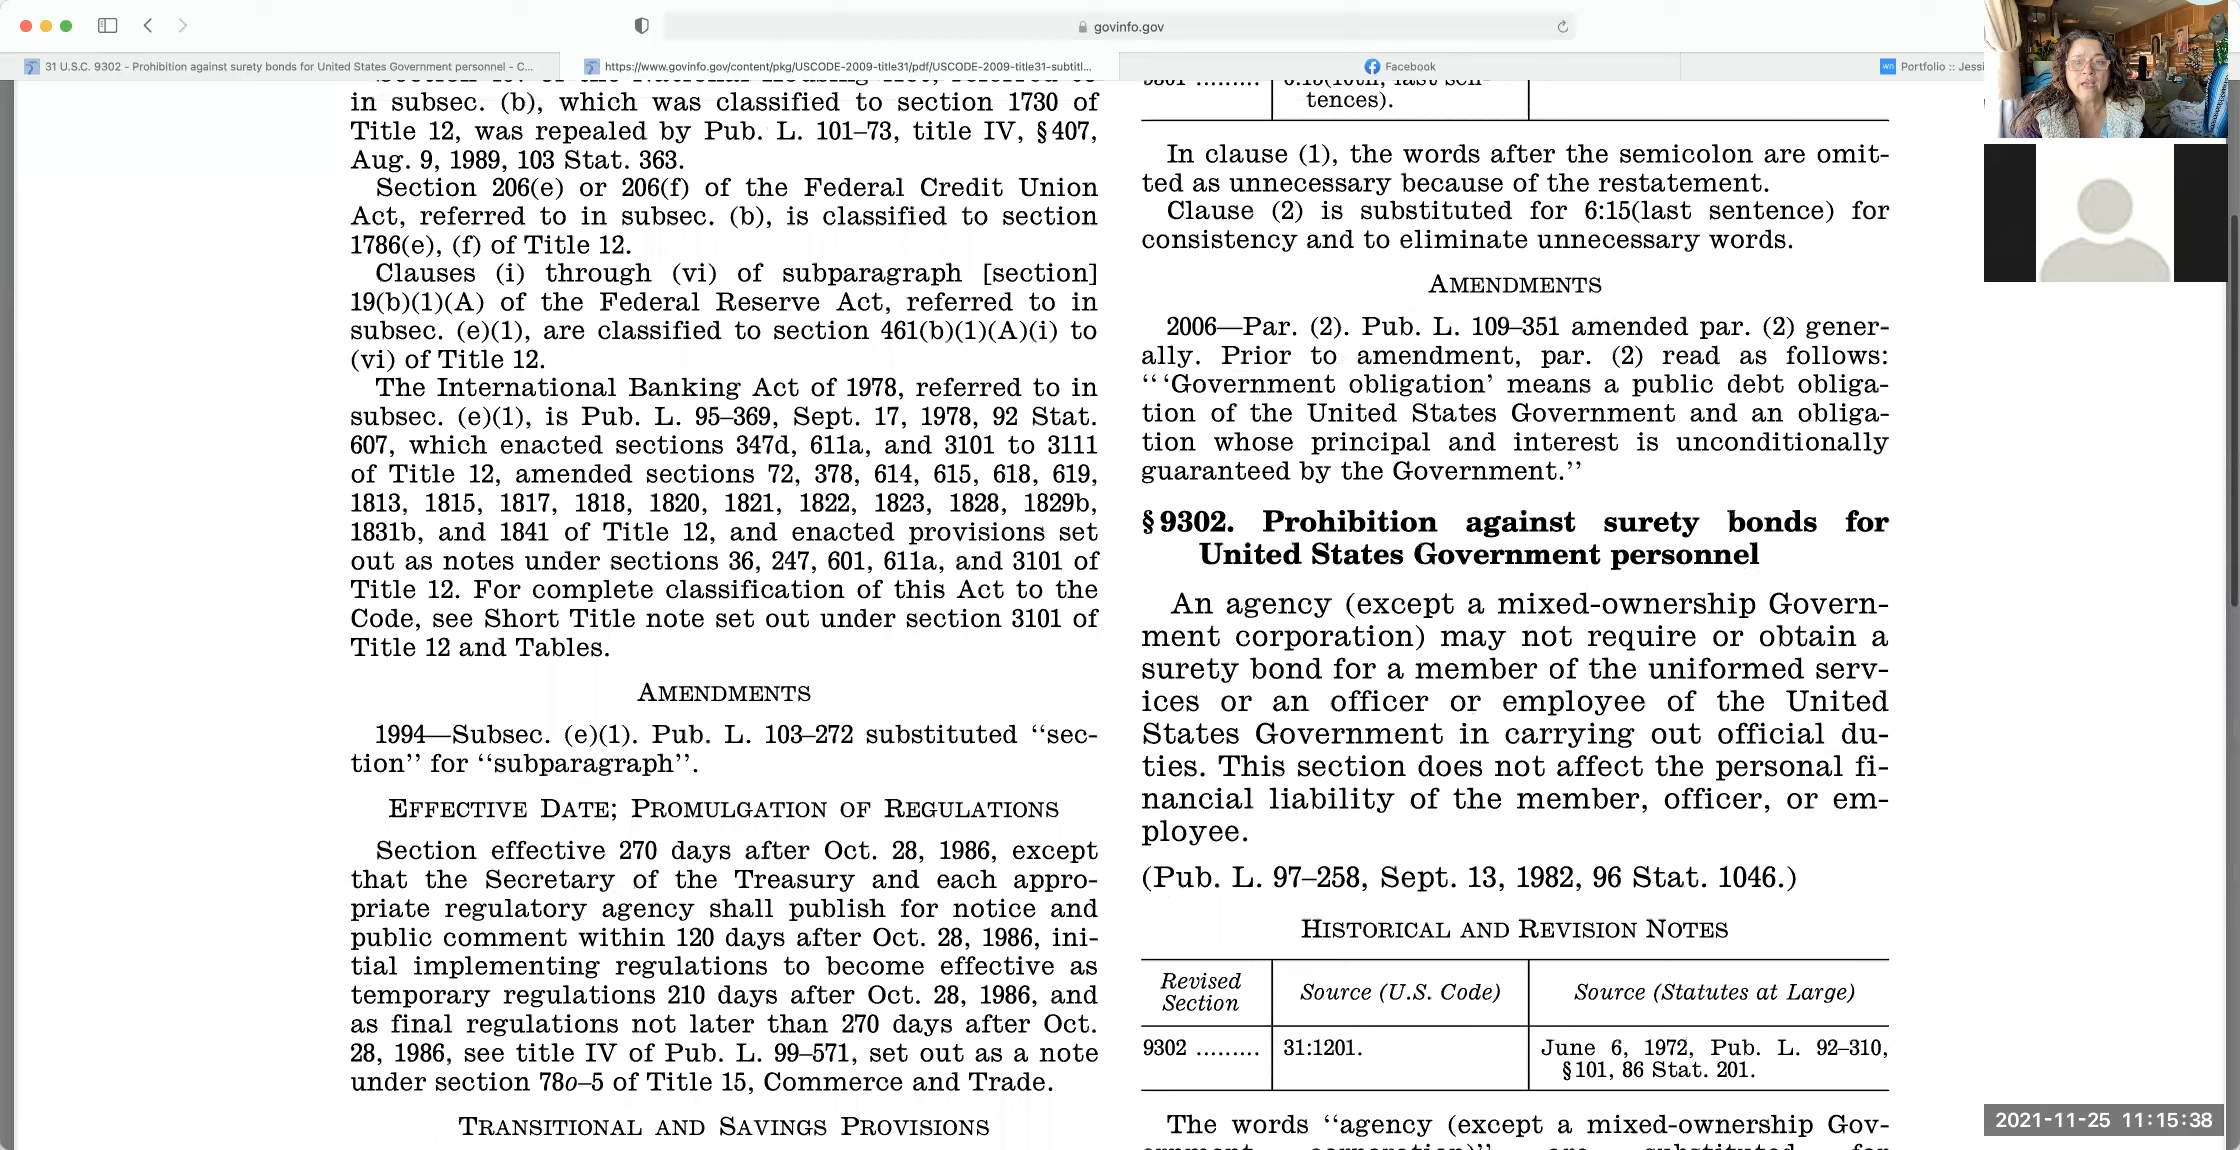 govinfo.gov
31 U.S.C. 9302 - Prohibition against surety bonds for United States Government personnel - C...
https://www.govinfo.gov/content/pkg/USCODE-2009-title31/pdf/USCODE-2009-title31-subtitl...
Facebook
Portfolio :: Jessi
in subsec. (b), which was classified to section 1730 of
Title 12, was repealed by Pub. L. 101–73, title IV, §407,
Aug. 9, 1989, 103 Stat. 363.
Section 206(e) or 206(f) of the Federal Credit Union
Act, referred to in subsec. (b), is classified to section
1786(e), (f) of Title 12.
Clauses (i) through (vi) of subparagraph [section]
19(b)(1)(A) of the Federal Reserve Act, referred to in
subsec. (e)(1), are classified to section 461(b)(1)(A)(i) to
(vi) of Title 12.
The International Banking Act of 1978, referred to in
subsec. (e)(1), is Pub. L. 95–369, Sept. 17, 1978, 92 Stat.
607, which enacted sections 347d, 611a, and 3101 to 3111
of Title 12, amended sections 72, 378, 614, 615, 618, 619,
1813, 1815, 1817, 1818, 1820, 1821, 1822, 1823, 1828, 1829b,
1831b, and 1841 of Title 12, and enacted provisions set
out as notes under sections 36, 247, 601, 611a, and 3101 of
Title 12. For complete classification of this Act to the
Code, see Short Title note set out under section 3101 of
Title 12 and Tables.
AMENDMENTS
1994—Subsec. (e)(1). Pub. L. 103–272 substituted ‘‘sec-
tion’’ for ‘‘subparagraph’’.
EFFECTIVE DATE; PROMULGATION OF REGULATIONS
Section effective 270 days after Oct. 28, 1986, except
that the Secretary of the Treasury and each appro-
priate regulatory agency shall publish for notice and
public comment within 120 days after Oct. 28, 1986, ini-
tial implementing regulations to become effective as
temporary regulations 210 days after Oct. 28, 1986, and
as final regulations not later than 270 days after Oct.
28, 1986, see title IV of Pub. L. 99–571, set out as a note
under section 78o–5 of Title 15, Commerce and Trade.
TRANSITIONAL AND SAVINGS PROVISIONS
tences).
In clause (1), the words after the semicolon are omit-
ted as unnecessary because of the restatement.
Clause (2) is substituted for 6:15(last sentence) for
consistency and to eliminate unnecessary words.
AMENDMENTS
2006—Par. (2). Pub. L. 109–351 amended par. (2) gener-
ally. Prior to amendment, par. (2) read as follows:
‘‘ ‘Government obligation’ means a public debt obliga-
tion of the United States Government and an obliga-
tion whose principal and interest is unconditionally
guaranteed by the Government.’’
§ 9302. Prohibition against surety bonds for
United States Government personnel
An agency (except a mixed-ownership Govern-
ment corporation) may not require or obtain a
surety bond for a member of the uniformed serv-
ices or an officer or employee of the United
States Government in carrying out official du-
ties. This section does not affect the personal fi-
nancial liability of the member, officer, or em-
ployee.
(Pub. L. 97–258, Sept. 13, 1982, 96 Stat. 1046.)
HISTORICAL AND REVISION NOTES
Revised
Section
Source (U.S. Code)
Source (Statutes at Large)
9302 .........
31:1201.
June 6, 1972, Pub. L. 92–310,
§101, 86 Stat. 201.
The words ‘‘agency (except a mixed-ownership Gov-
2021-11-25 11:15:38